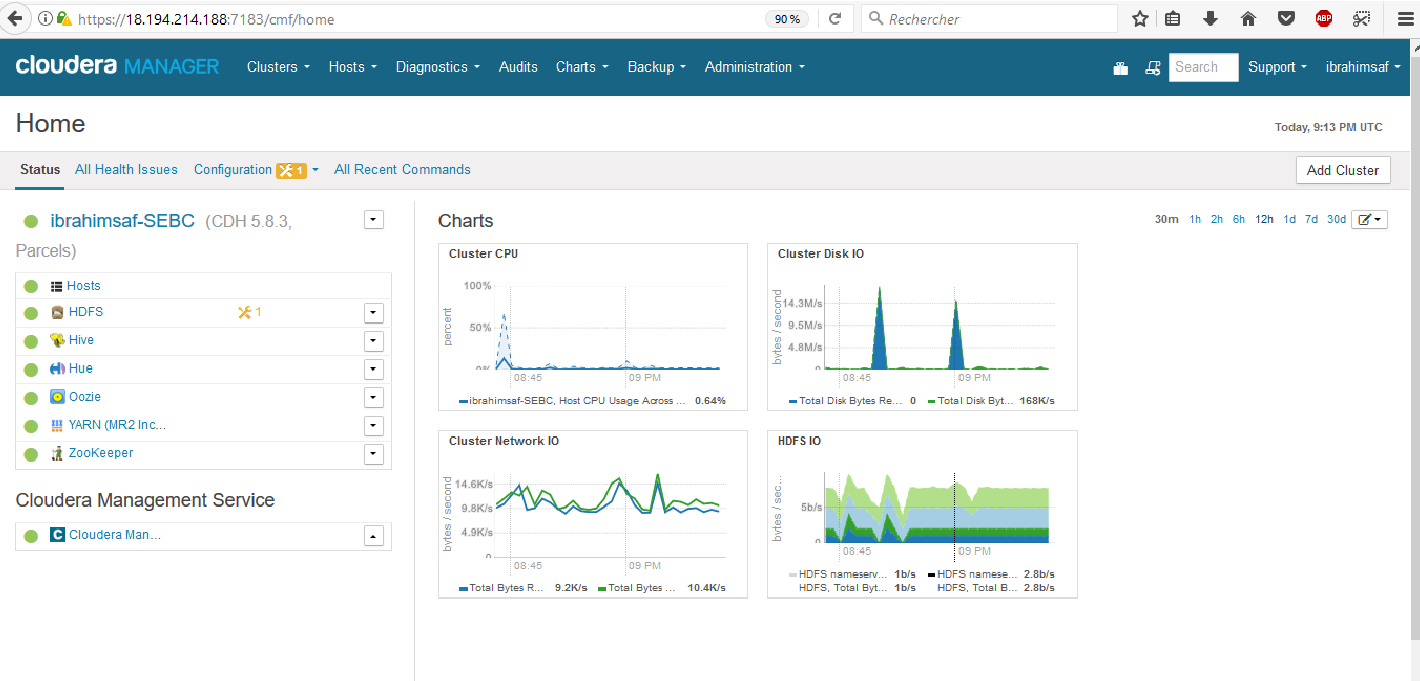 https://18.194.214.188:7183/cmf/home
90 %
Rechercher
ABP
cloudera MANAGER
Clusters
Hosts
Diagnostics
Audits
Charts
Backup
Administration
Search
Support
ibrahimsaf
Home
Today, 9:13 PM UTC
Status
All Health Issues
Configuration 1
All Recent Commands
Add Cluster
ibrahimsaf-SEBC (CDH 5.8.3,
Parcels)
Hosts
HDFS 1
Hive
Hue
Oozie
YARN (MR2 Inc...
ZooKeeper
Cloudera Management Service
C Cloudera Man...
Charts
30m 1h 2h 6h 12h 1d 7d 30d
Cluster CPU
percent
100%
50%
0%
08:45 09 PM
ibrahimsaf-SEBC, Host CPU Usage Across ... 0.64%
Cluster Disk IO
bytes / second
14.3M/s
9.5M/s
4.8M/s
0
08:45 09 PM
Total Disk Bytes Re... 0 Total Disk Byt... 168K/s
Cluster Network IO
bytes / second
14.6K/s
9.8K/s
4.9K/s
0
08:45 09 PM
Total Bytes R... 9.2K/s Total Bytes ... 10.4K/s
HDFS IO
bytes / sec...
5b/s
0
08:45 09 PM
HDFS nameserv... 1b/s HDFS namese... 2.8b/s
HDFS, Total Byt... 1b/s HDFS, Total B... 2.8b/s